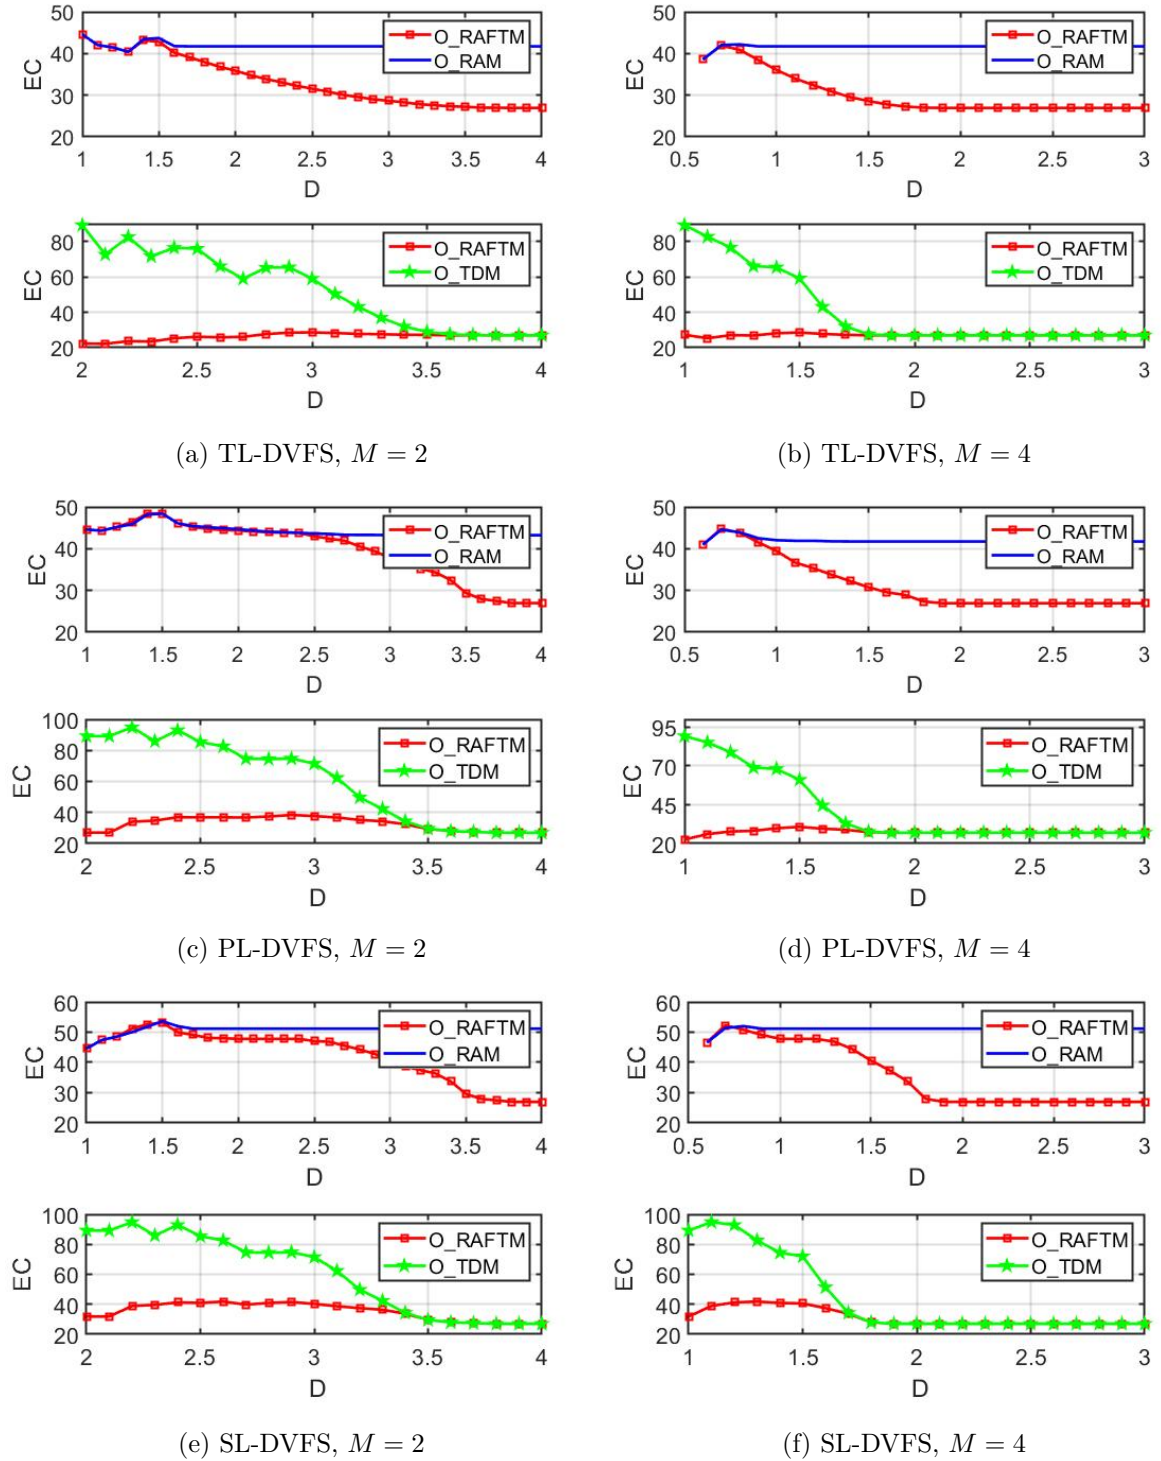 50
40
30
20
EC
1 1.5 2 2.5 3 3.5 4
D
O_RAFTM
O_RAM
50
40
30
20
EC
0.5 1 1.5 2 2.5 3
D
O_RAFTM
O_RAM
80
60
40
20
EC
2 2.5 3 3.5 4
D
O_RAFTM
O_TDM
80
60
40
20
EC
1 1.5 2 2.5 3
D
O_RAFTM
O_TDM
(a) TL-DVFS, M = 2
(b) TL-DVFS, M = 4
50
40
30
20
EC
1 1.5 2 2.5 3 3.5 4
D
O_RAFTM
O_RAM
50
40
30
20
EC
0.5 1 1.5 2 2.5 3
D
O_RAFTM
O_RAM
100
80
60
40
20
EC
2 2.5 3 3.5 4
D
O_RAFTM
O_TDM
95
70
45
20
EC
1 1.5 2 2.5 3
D
O_RAFTM
O_TDM
(c) PL-DVFS, M = 2
(d) PL-DVFS, M = 4
60
50
40
30
20
EC
1 1.5 2 2.5 3 3.5 4
D
O_RAFTM
O_RAM
60
50
40
30
20
EC
0.5 1 1.5 2 2.5 3
D
O_RAFTM
O_RAM
100
80
60
40
20
EC
2 2.5 3 3.5 4
D
O_RAFTM
O_TDM
100
80
60
40
20
EC
1 1.5 2 2.5 3
D
O_RAFTM
O_TDM
(e) SL-DVFS, M = 2
(f) SL-DVFS, M = 4